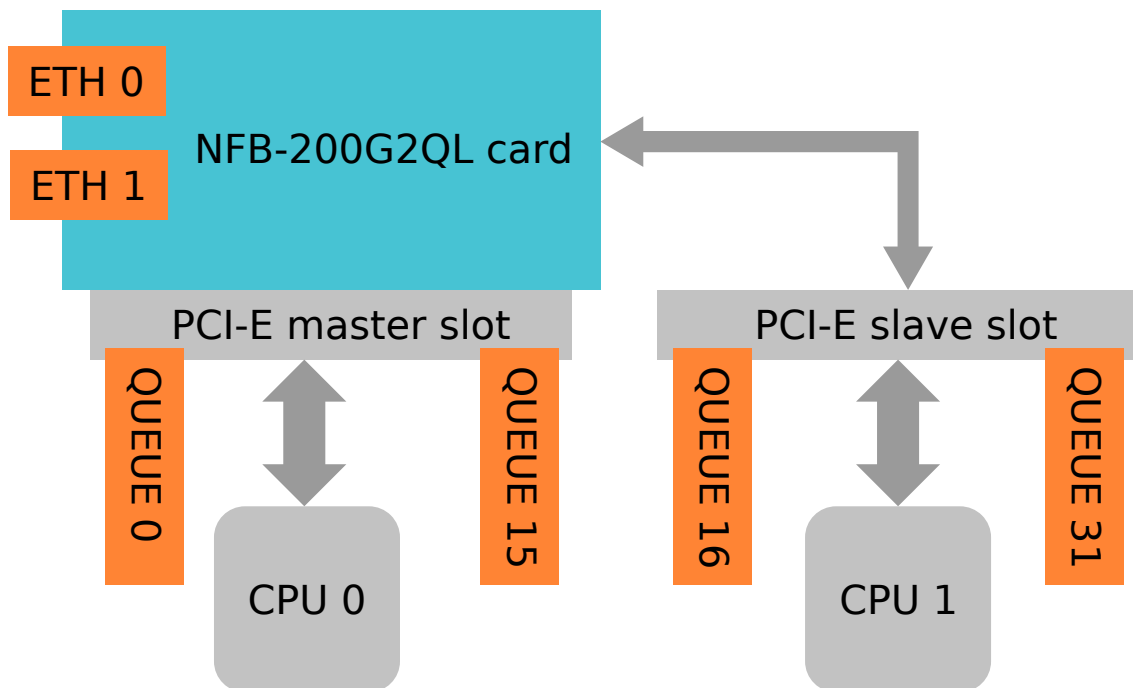 ETH 0
NFB-200G2QL card
ETH 1
PCI-E master slot
PCI-E slave slot
QUEUE 0
QUEUE 15
QUEUE 16
QUEUE 31
CPU 0
CPU 1